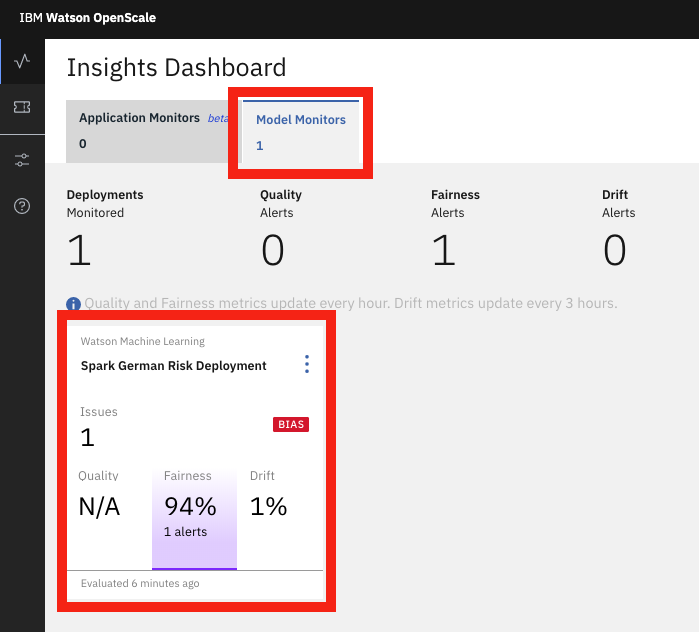 IBM Watson OpenScale
Insights Dashboard
Application Monitors beta
0
Model Monitors
1
Deployments
Monitored
1
Quality
Alerts
0
Fairness
Alerts
1
Drift
Alerts
0
Quality and Fairness metrics update every hour. Drift metrics update every 3 hours.
Watson Machine Learning
Spark German Risk Deployment
Issues
1
BIAS
Quality
N/A
Fairness
94%
1 alerts
Drift
1%
Evaluated 6 minutes ago